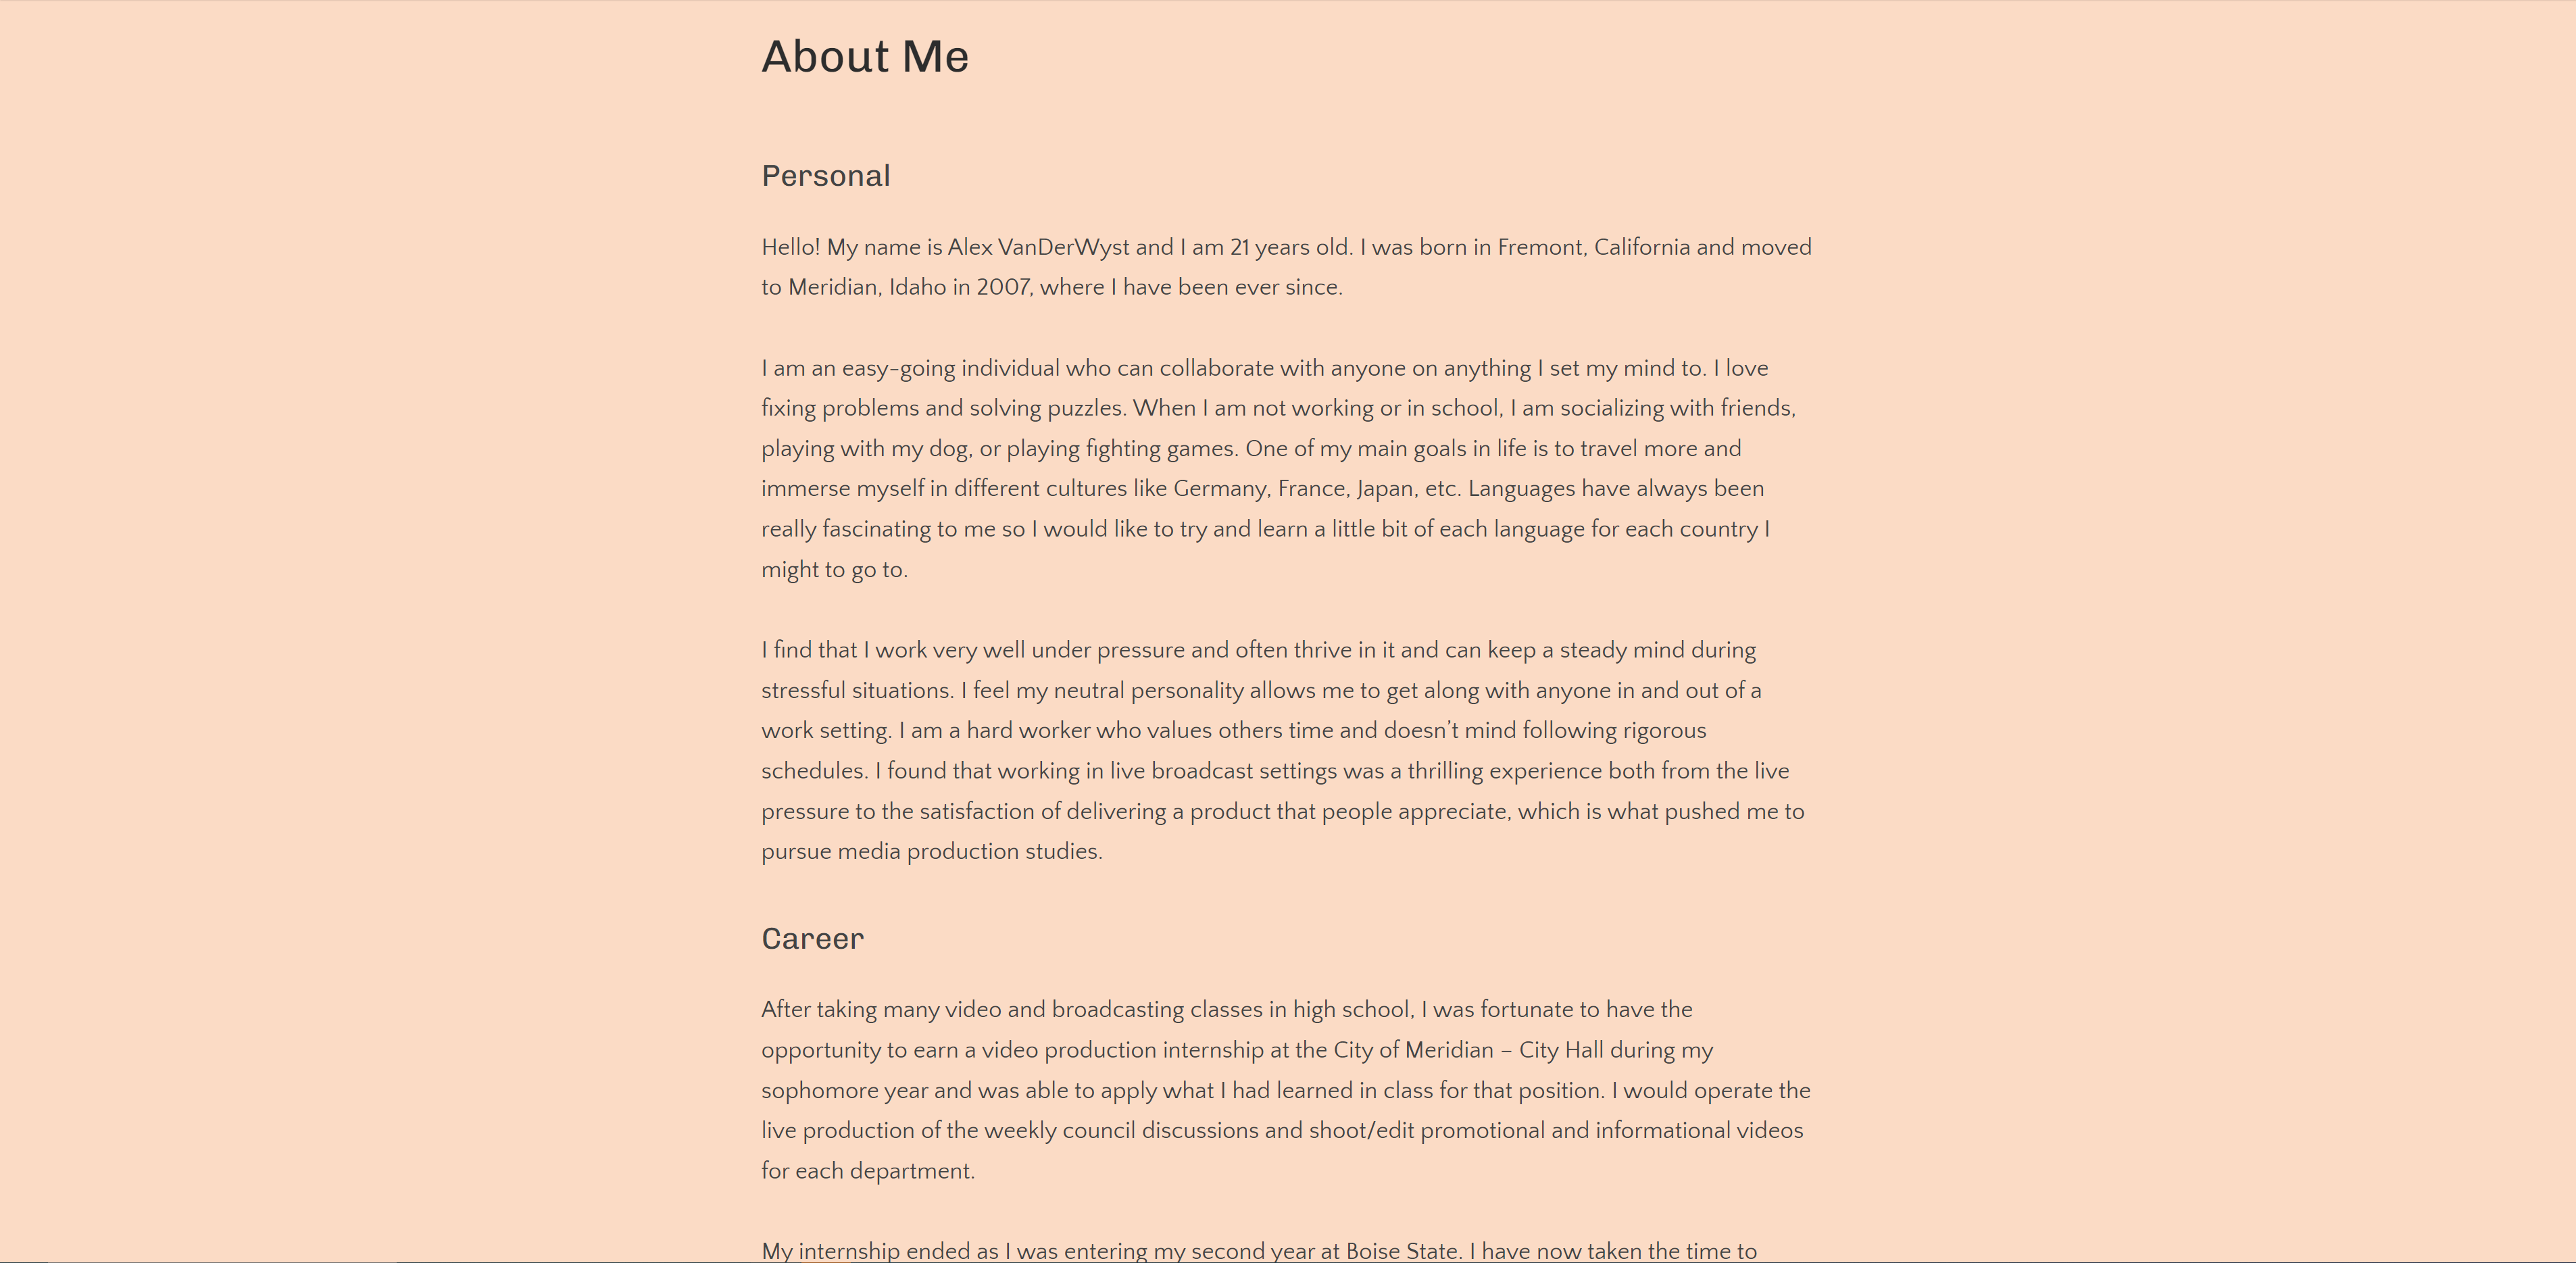 About Me
Personal
Hello! My name is Alex VanDerWyst and I am 21 years old. I was born in Fremont, California and moved
to Meridian, Idaho in 2007, where I have been ever since.
I am an easy-going individual who can collaborate with anyone on anything I set my mind to. I love
fixing problems and solving puzzles. When I am not working or in school, I am socializing with friends,
playing with my dog, or playing fighting games. One of my main goals in life is to travel more and
immerse myself in different cultures like Germany, France, Japan, etc. Languages have always been
really fascinating to me so I would like to try and learn a little bit of each language for each country I
might to go to.
I find that I work very well under pressure and often thrive in it and can keep a steady mind during
stressful situations. I feel my neutral personality allows me to get along with anyone in and out of a
work setting. I am a hard worker who values others time and doesn’t mind following rigorous
schedules. I found that working in live broadcast settings was a thrilling experience both from the live
pressure to the satisfaction of delivering a product that people appreciate, which is what pushed me to
pursue media production studies.
Career
After taking many video and broadcasting classes in high school, I was fortunate to have the
opportunity to earn a video production internship at the City of Meridian – City Hall during my
sophomore year and was able to apply what I had learned in class for that position. I would operate the
live production of the weekly council discussions and shoot/edit promotional and informational videos
for each department.
My internship ended as I was entering my second year at Boise State. I have now taken the time to